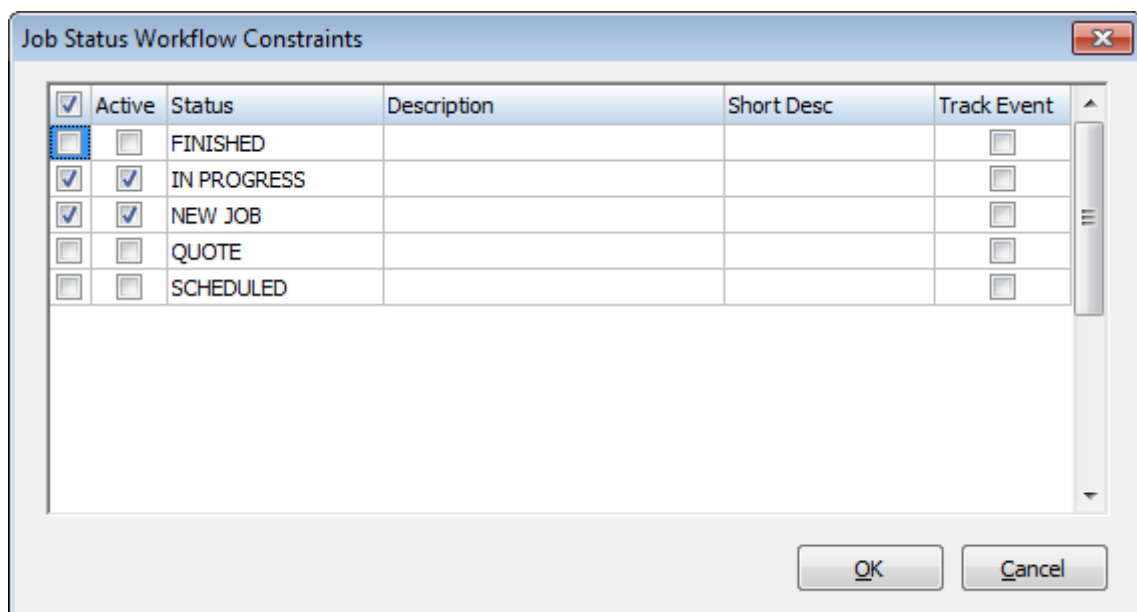 Job Status Workflow Constraints
Active Status Description Short Desc Track Event
FINISHED
IN PROGRESS
NEW JOB
QUOTE
SCHEDULED
OK Cancel